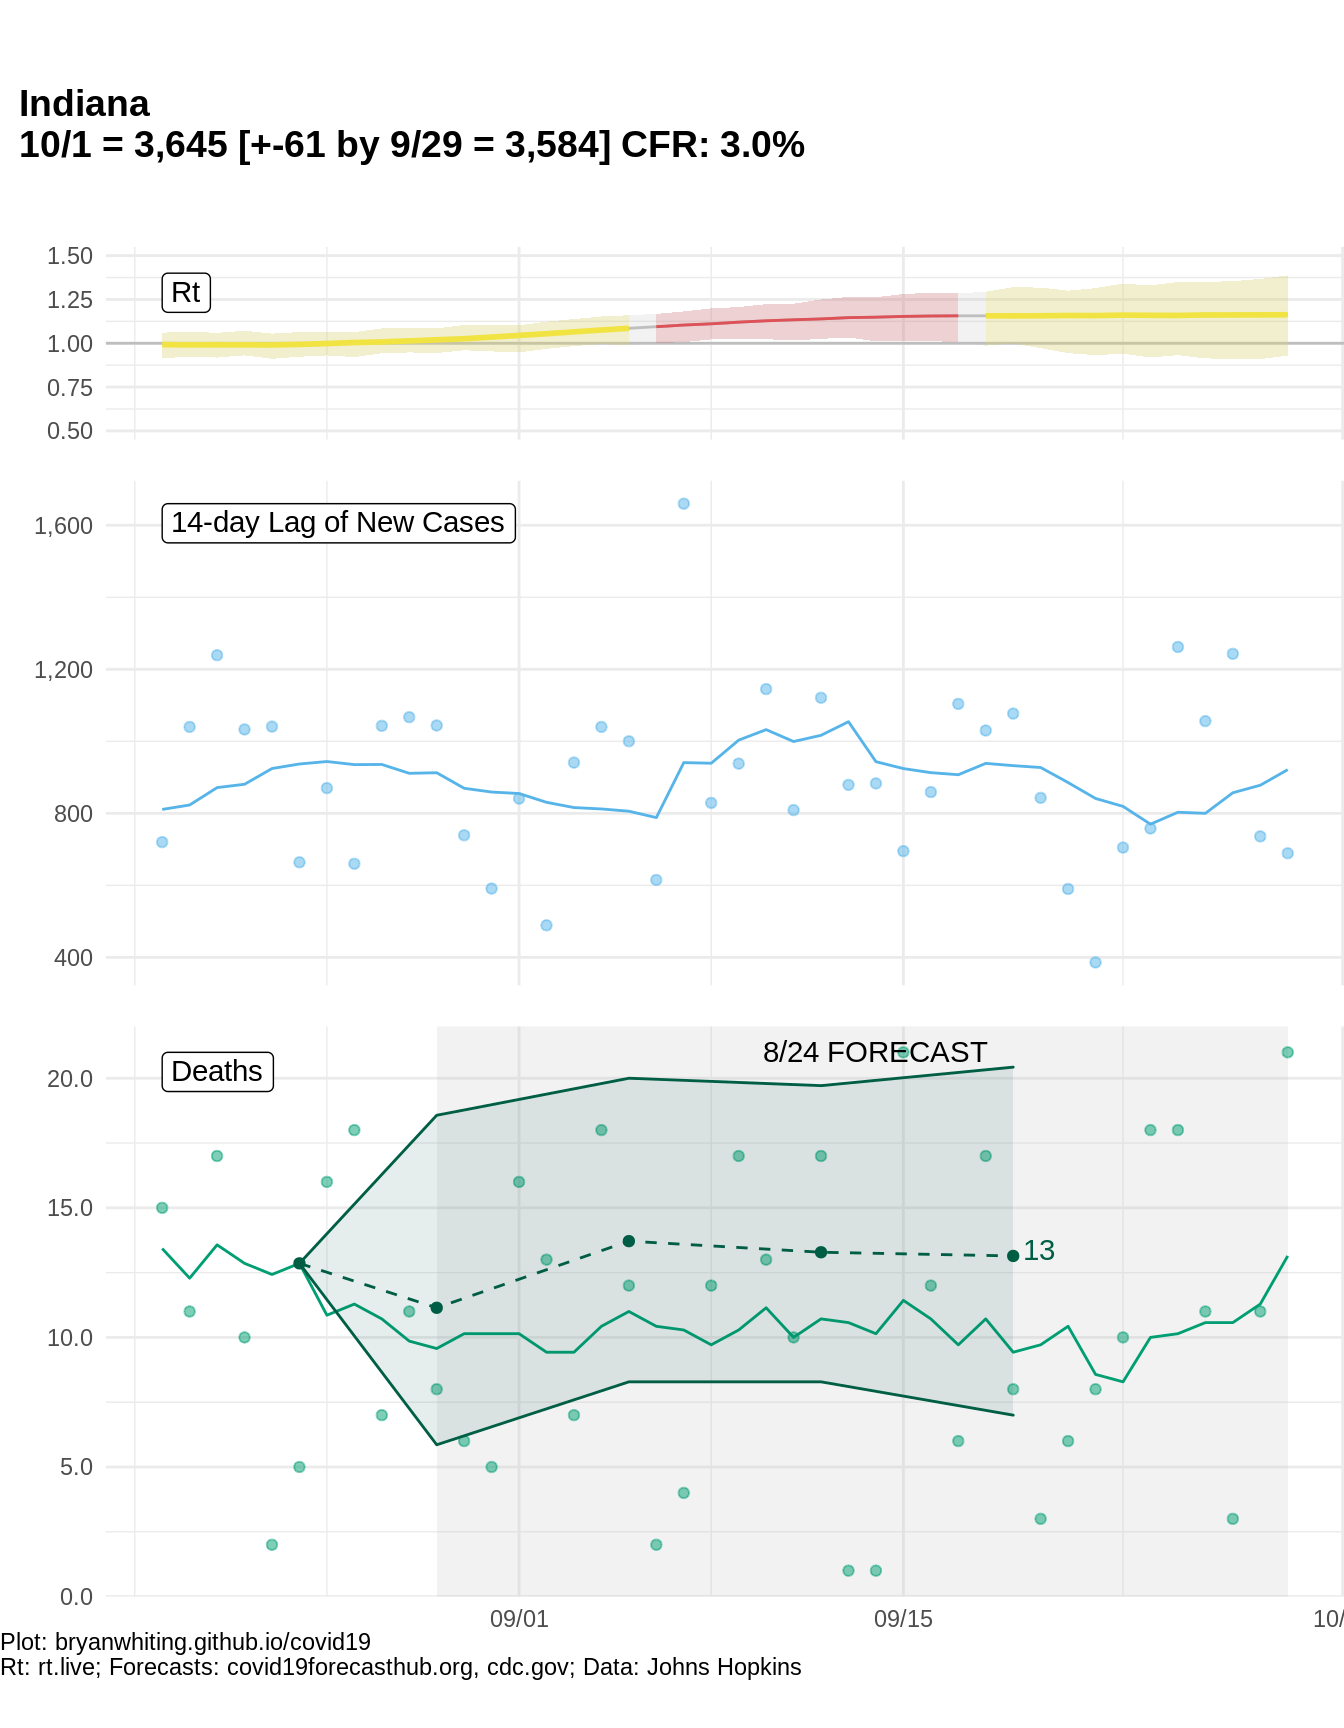 Indiana
10/1 = 3,645 [+-61 by 9/29 = 3,584] CFR: 3.0%
1.50
Rt
1.25
1.00
0.75
0.50
14-day Lag of New Cases
1,600
1,200
800
400
8/24 FORECAST
Deaths
20.0
15.0
13
10.0
5.0
0.0
09/01
09/15
10/
Plot: bryanwhiting.github.io/covid19
Rt: rt.live; Forecasts: covid19forecasthub.org, cdc.gov; Data: Johns Hopkins